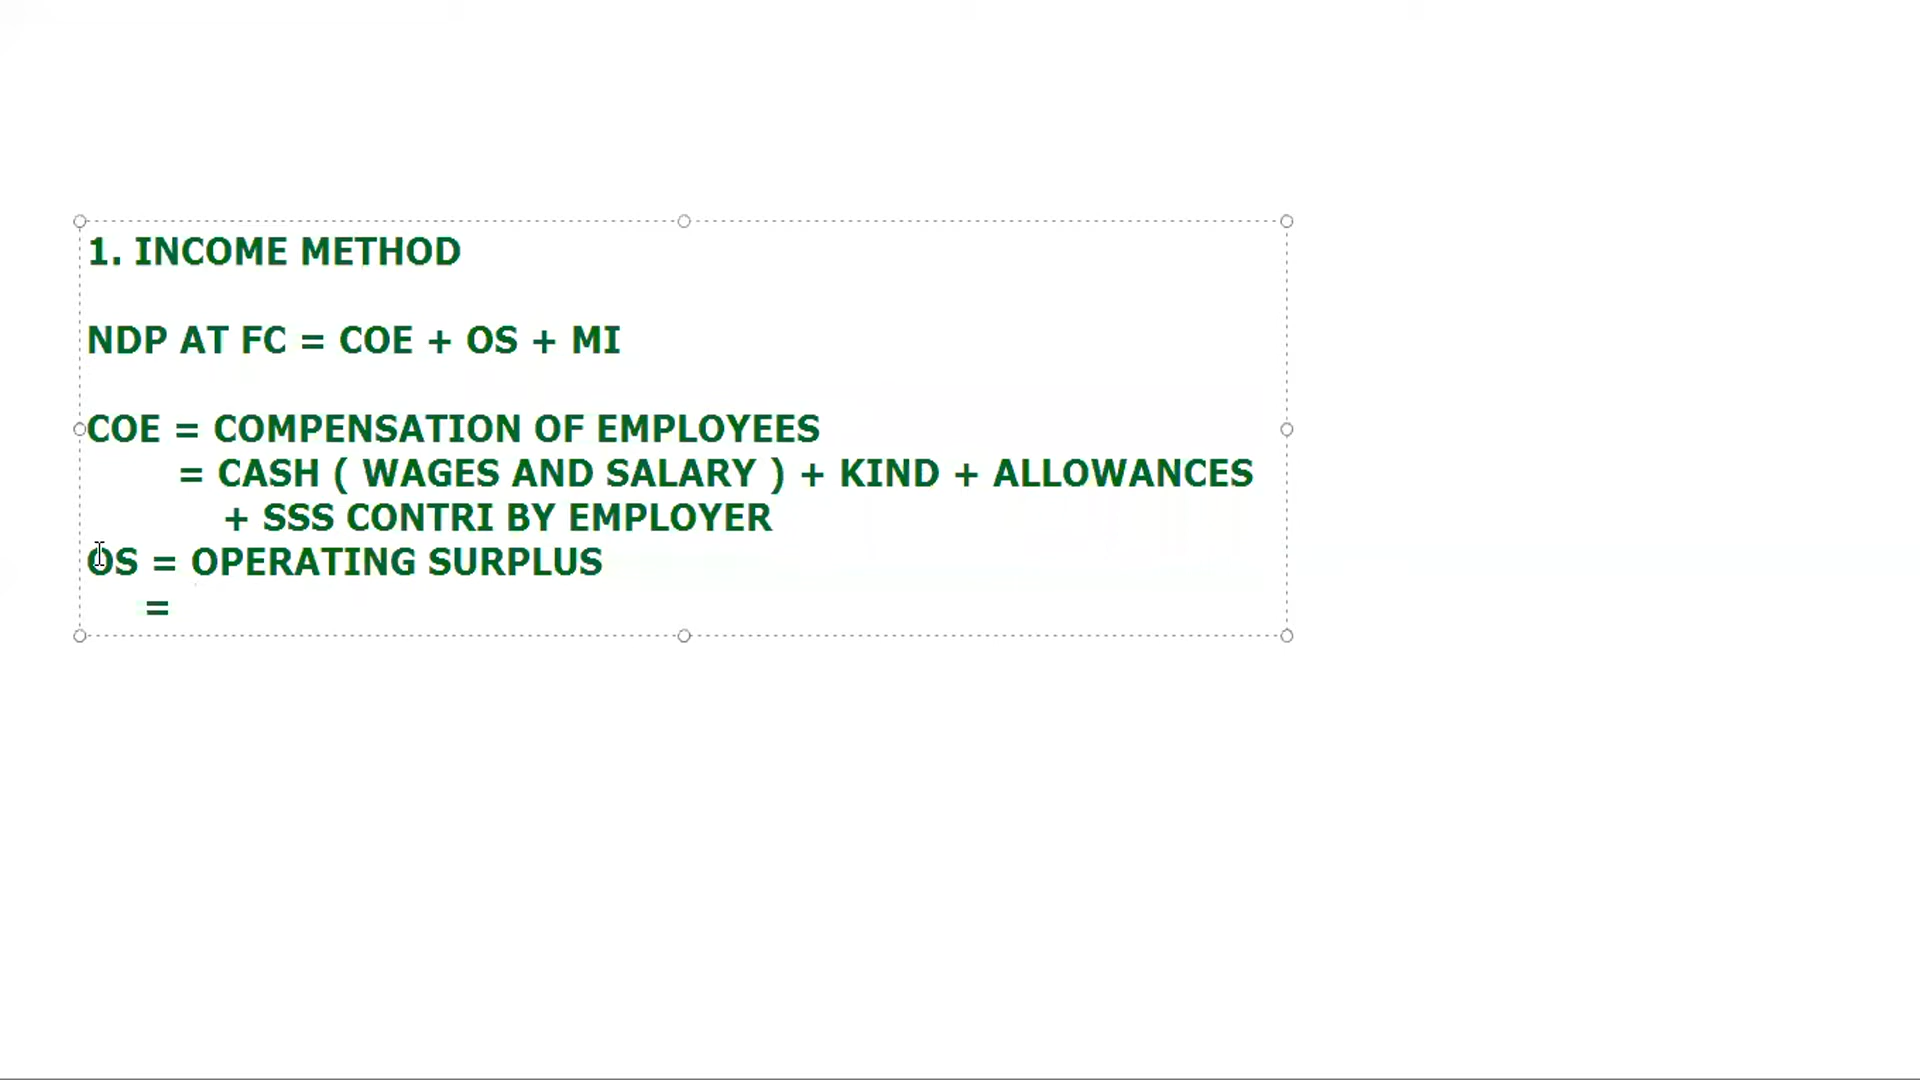 1. INCOME METHOD
NDP AT FC = COE + OS + MI
COE = COMPENSATION OF EMPLOYEES
= CASH ( WAGES AND SALARY ) + KIND + ALLOWANCES
+ SSS CONTRI BY EMPLOYER
OS = OPERATING SURPLUS
=